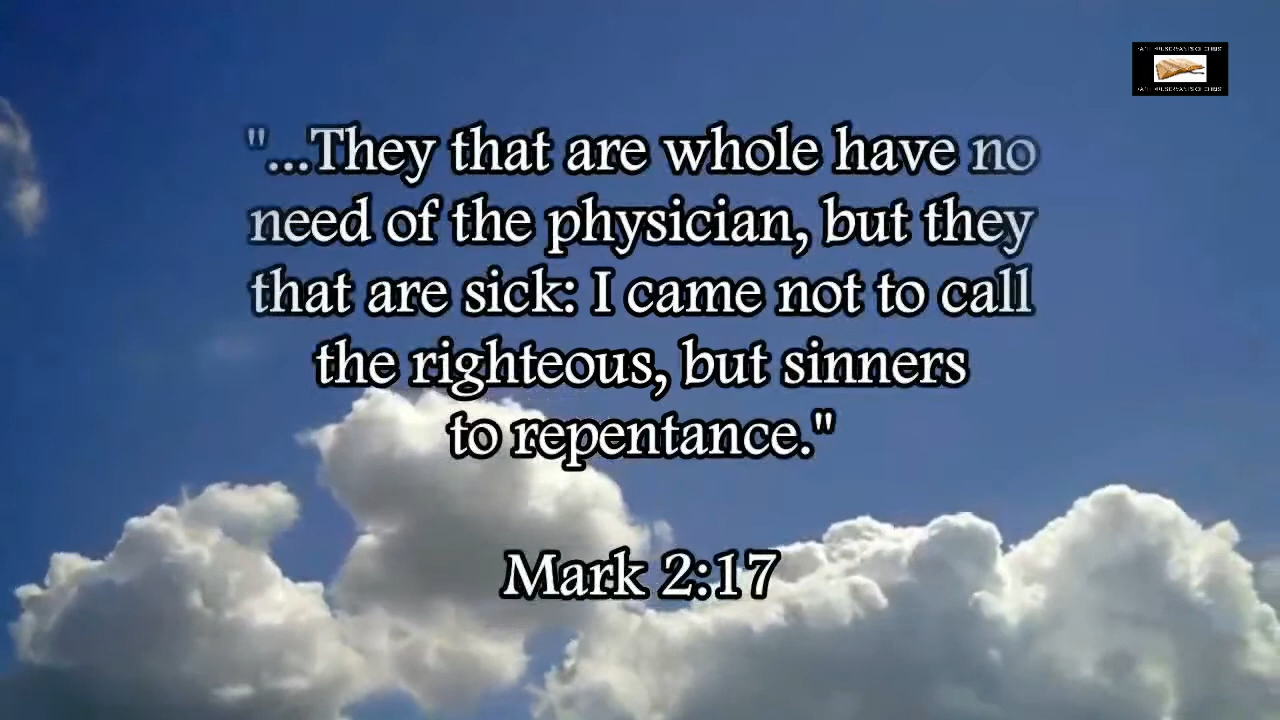 "...They that are whole have no
need of the physician, but they
that are sick: I came not to call
the righteous, but sinners
to repentance."
Mark 2:17